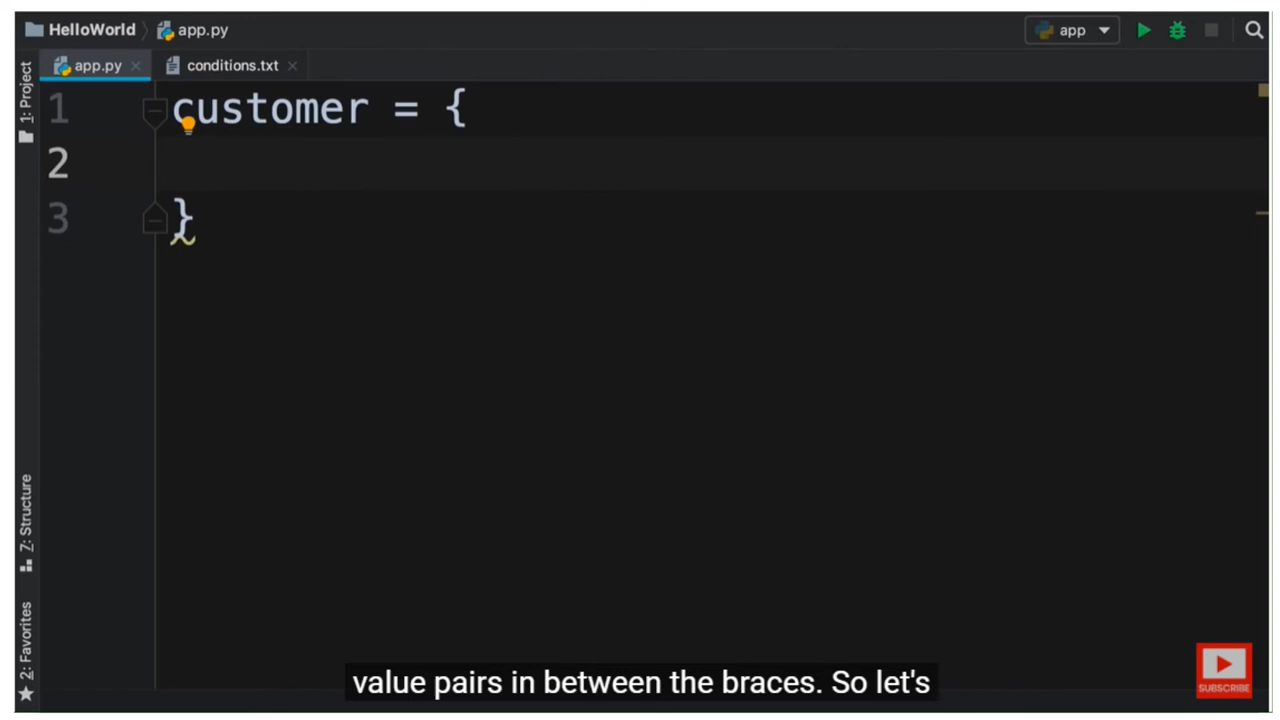 HelloWorld
app.py
app
app.py
conditions.txt
1: Project
1 customer = {
2
3 }
Z: Structure
2: Favorites
value pairs in between the braces. So let's
SUBSCRIBE